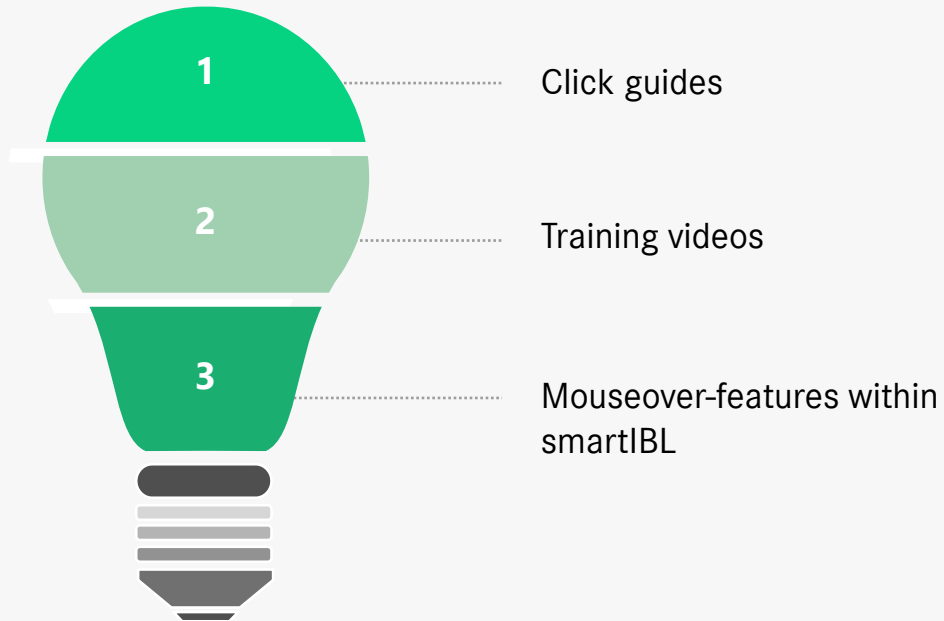 1
Click guides
2
Training videos
3
Mouseover-features within
smartIBL